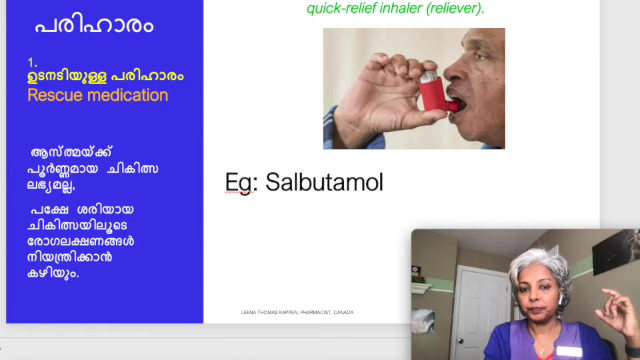 പരിഹാരം
1.
ഉടനടിയുള്ള പരിഹാരം
Rescue medication
ആസ്ത്മയ്ക്ക്
പൂർണ്ണമായ ചികിത്സ
ലഭ്യമല്ല.
പക്ഷേ ശരിയായ
ചികിത്സയിലൂടെ
രോഗലക്ഷണങ്ങൾ
നിയന്ത്രിക്കാൻ
കഴിയും.
quick-relief inhaler (reliever).
Eg: Salbutamol
LEENA THOMAS KAPPEN, PHARMACIST, CANADA